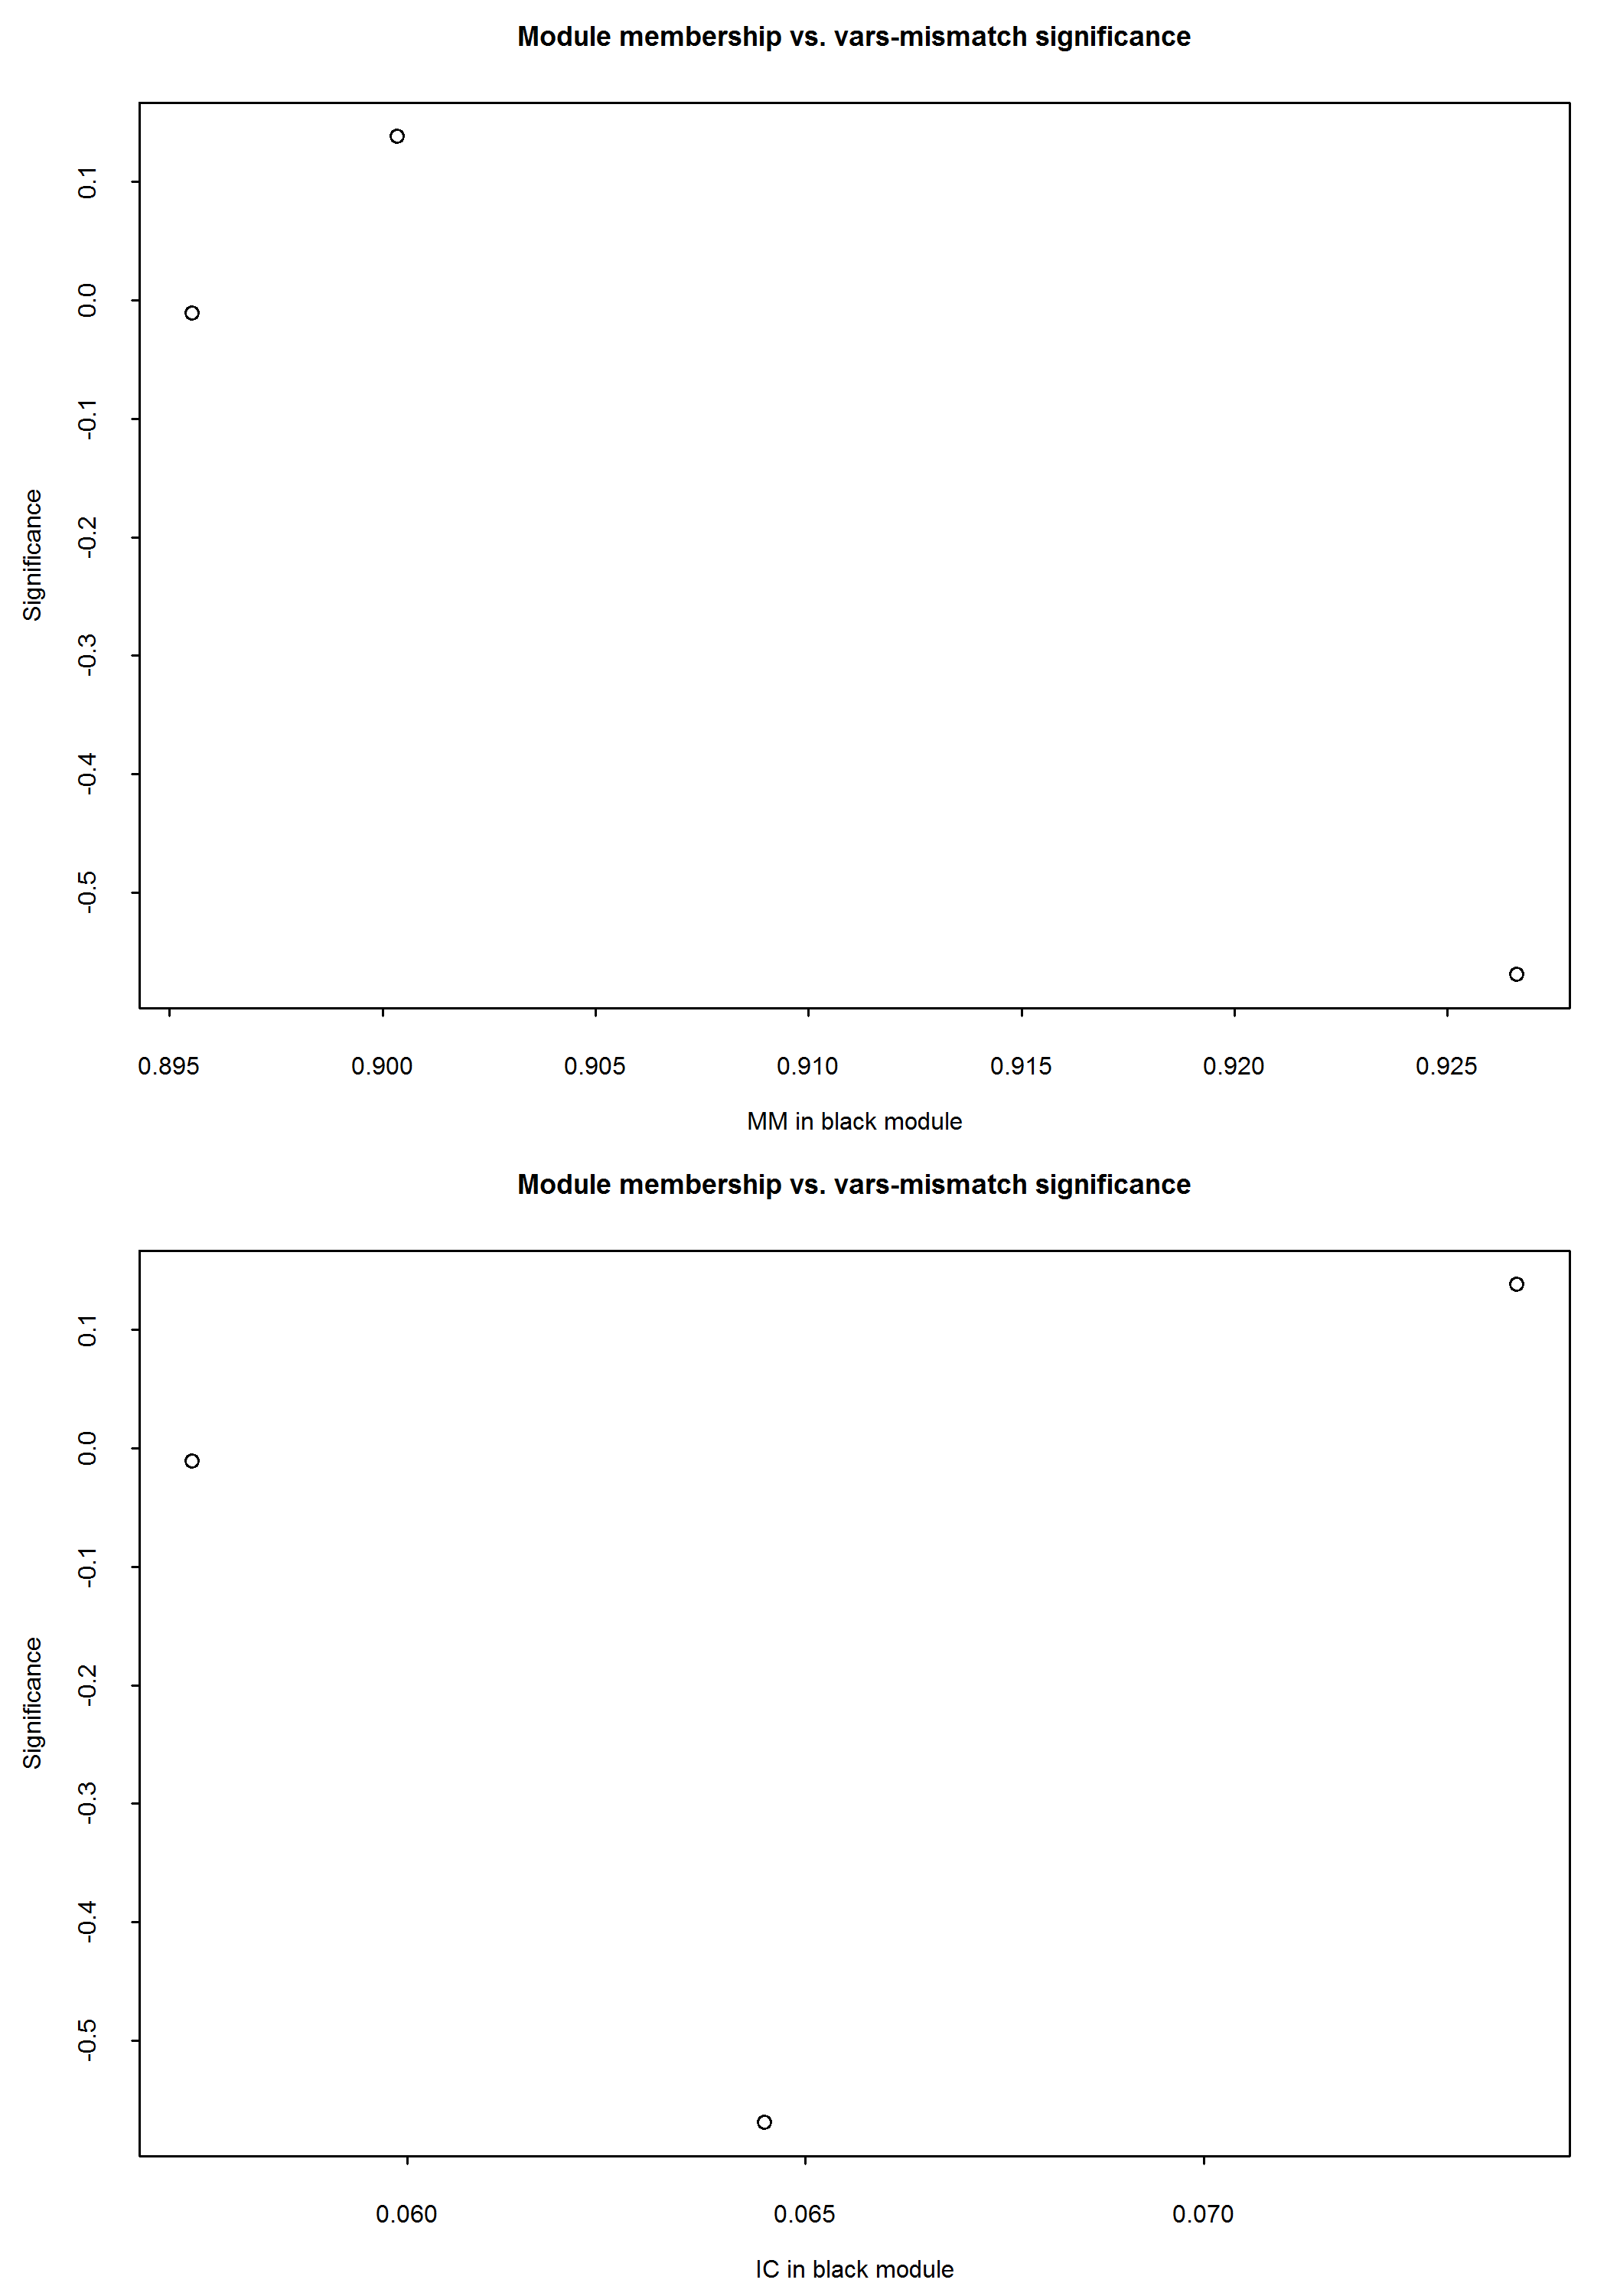 Module membership vs. vars-mismatch significance
0.1
0.0
-0.1
-0.2
-0.3
-0.4
-0.5
Significance
0.895 0.900 0.905 0.910 0.915 0.920 0.925
MM in black module
Module membership vs. vars-mismatch significance
0.1
0.0
-0.1
-0.2
-0.3
-0.4
-0.5
Significance
0.060 0.065 0.070
IC in black module